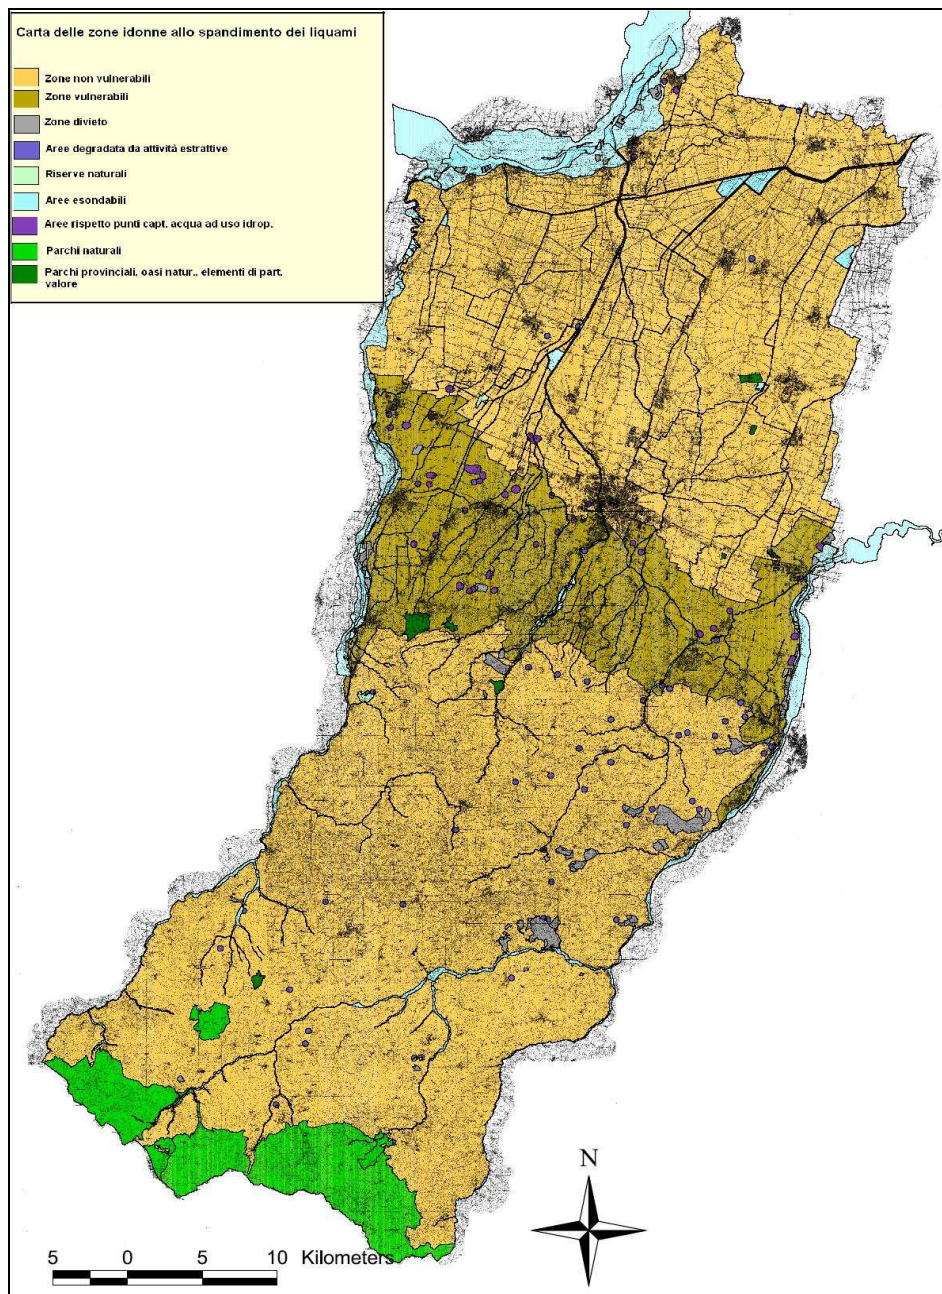 Carta delle zone idonne allo spandimento dei liquami
Zone non vulnerabili
Zone vulnerabili
Zone divieto
Aree degradata da attività estrattive
Riserve naturali
Aree esondabili
Aree rispetto punti capt. acqua ad uso idrop.
Parchi naturali
Parchi provinciali, oasi natur., elementi di part.
valore
N
5 0 5 10 Kilometers